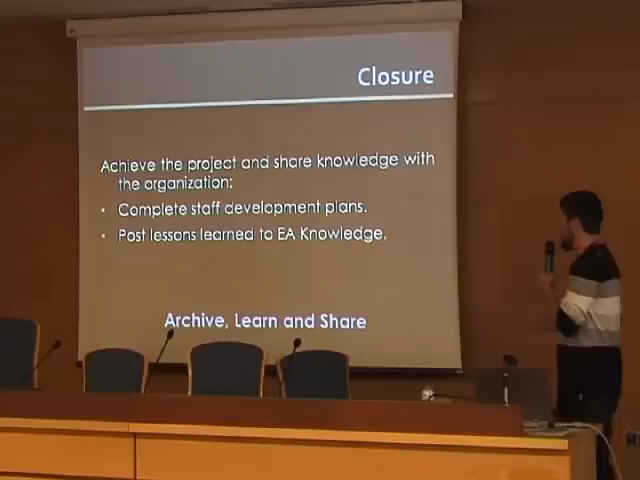 Closure
Achieve the project and share knowledge with
the organization:
• Complete staff development plans.
• Post lessons learned to EA Knowledge.
Archive, Learn and Share